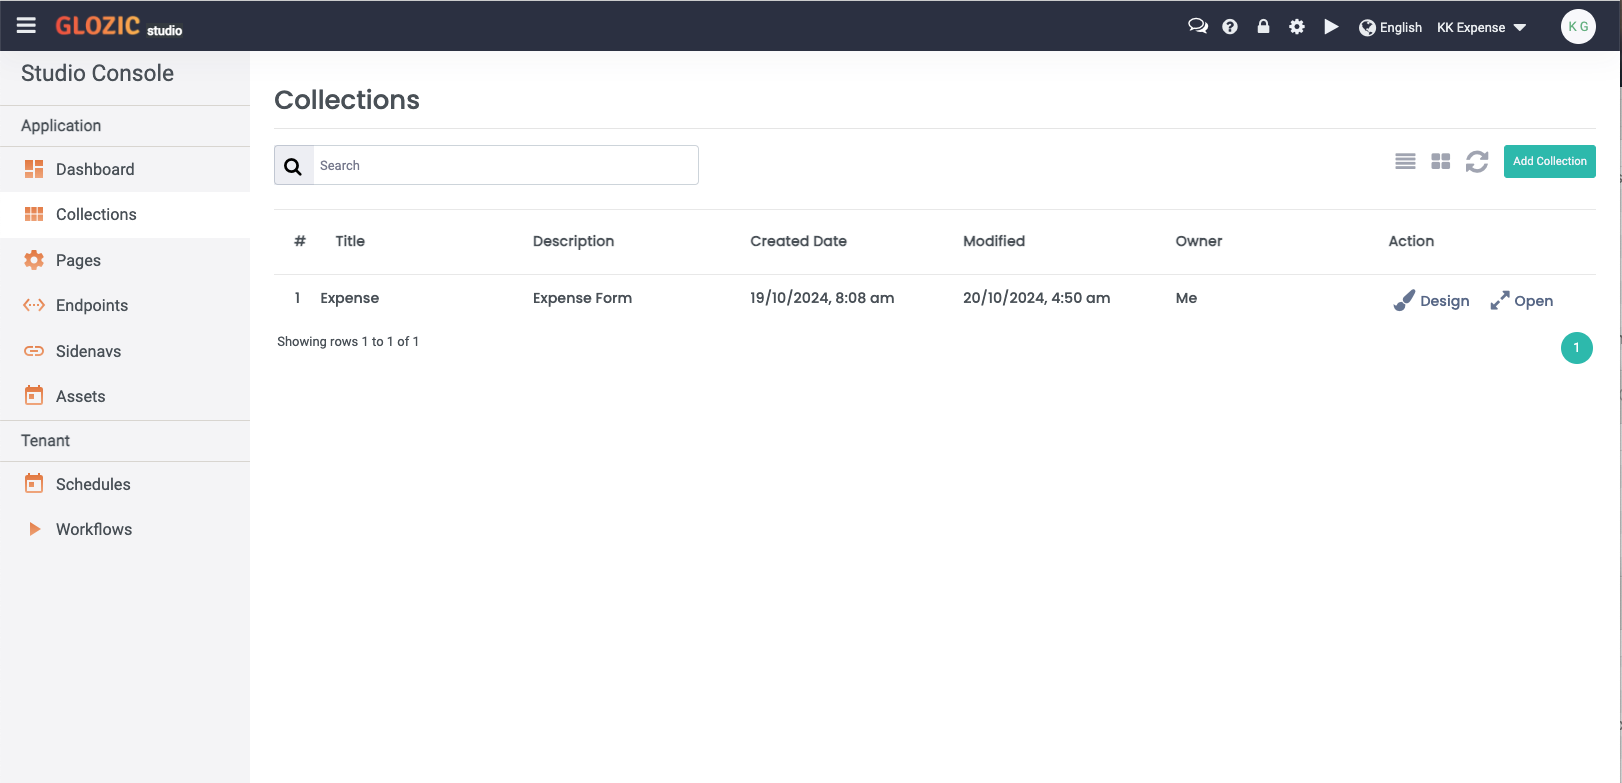 GLOZIC studio
English
KK Expense
K G
Studio Console
Application
Dashboard
Collections
Pages
Endpoints
Sidenavs
Assets
Tenant
Schedules
Workflows
Collections
Search
Add Collection
# Title Description Created Date Modified Owner Action
1 Expense Expense Form 19/10/2024, 8:08 am 20/10/2024, 4:50 am Me Design Open
Showing rows 1 to 1 of 1
1